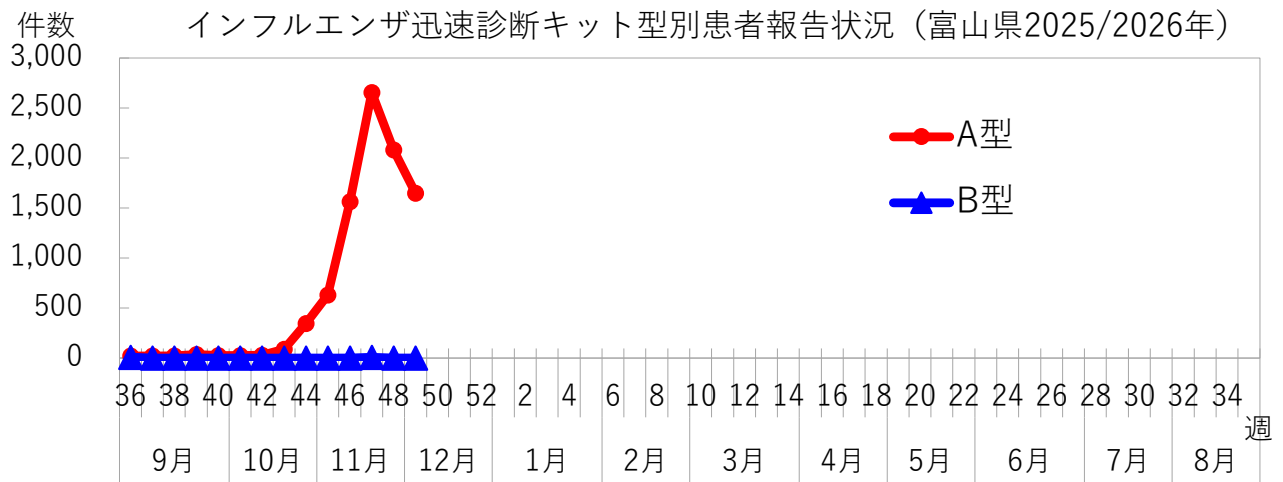 件数
インフルエンザ迅速診断キット型別患者報告状況（富山県2025/2026年）
3,000
2,500
2,000
1,500
1,000
500
0
A型
B型
36 38 40 42 44 46 48 50 52 2 4 6 8 10 12 14 16 18 20 22 24 26 28 30 32 34
週
9月 10月 11月 12月 1月 2月 3月 4月 5月 6月 7月 8月